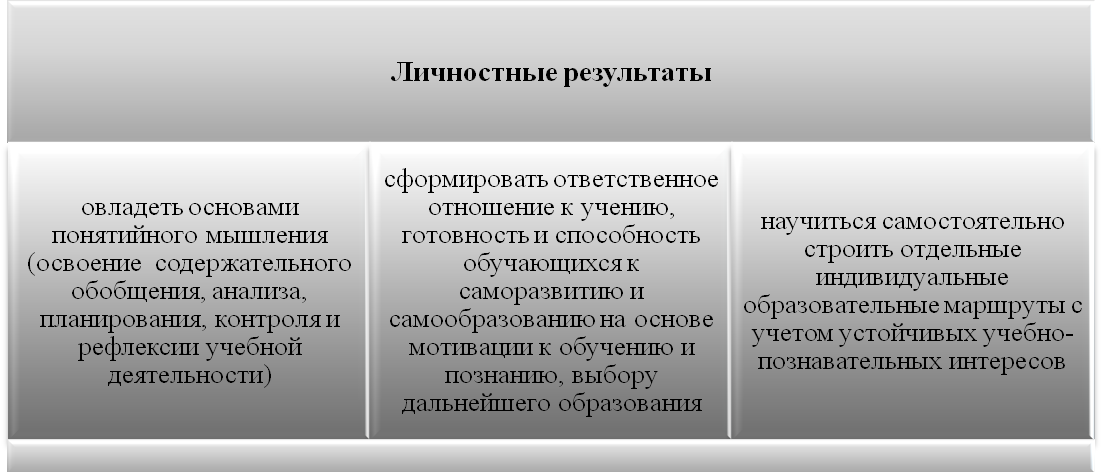 Личностные результаты
овладеть основами
понятийного мышления
(освоение содержательного
обобщения, анализа,
планирования, контроля и
рефлексии учебной
деятельности)
сформировать ответственное
отношение к учению,
готовность и способность
обучающихся к
саморазвитию и
самообразованию на основе
мотивации к обучению и
познанию, выбору
дальнейшего образования
научиться самостоятельно
строить отдельные
индивидуальные
образовательные маршруты с
учетом устойчивых учебно-
познавательных интересов